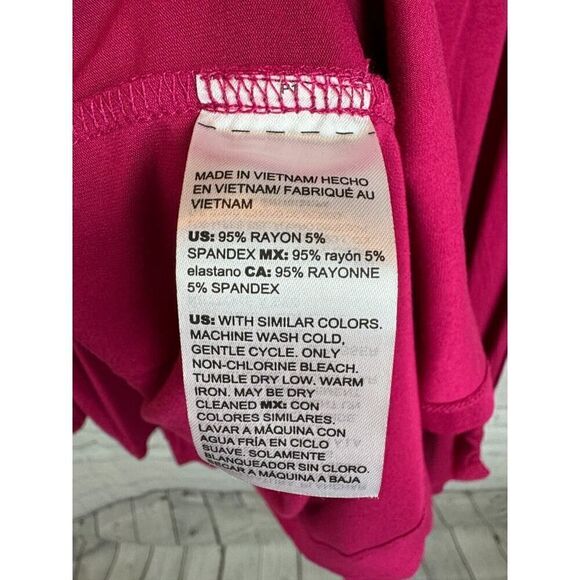 MADE IN VIETNAM/ HECHO
EN VIETNAM/ FABRIQUÉ AU
VIETNAM
US: 95% RAYON 5%
SPANDEX MX: 95% rayón 5%
elastano CA: 95% RAYONNE
5% SPANDEX
US: WITH SIMILAR COLORS.
MACHINE WASH COLD,
GENTLE CYCLE. ONLY
NON-CHLORINE BLEACH.
TUMBLE DRY LOW. WARM
IRON. MAY BE DRY
CLEANED MX: CON
COLORES SIMILARES.
LAVAR A MÁQUINA CON
AGUA FRÍA EN CICLO
SUAVE. SOLAMENTE
BLANQUEADOR SIN CLORO.
SECAR A MÁQUINA A BAJA